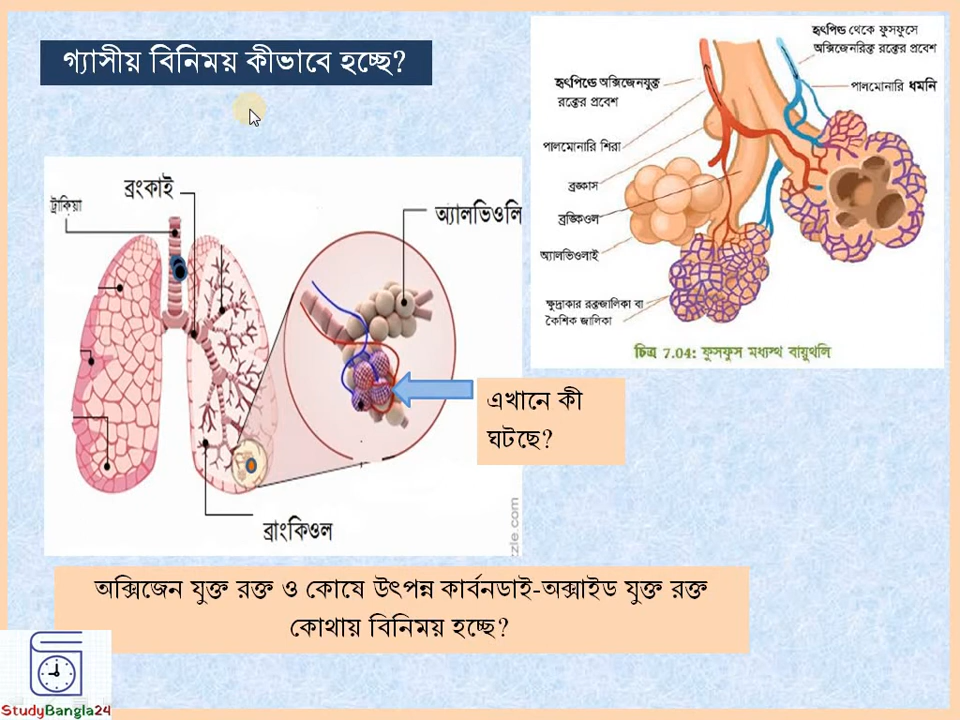 গ্যাসীয় বিনিময় কীভাবে হচ্ছে?
হৃৎপিন্ড থেকে ফুসফুসে
অক্সিজেনরিক্ত রক্তের প্রবেশ
হৃৎপিন্ডে অক্সিজেনযুক্ত
রক্তের প্রবেশ
পালমোনারি ধমনি
পালমোনারি শিরা
ব্রঙ্কাস
ব্রঙ্কিওল
অ্যালভিওলাই
ক্ষুদ্রাকার রক্তজালিকা বা
কৈশিক জালিকা
চিত্র 7.04: ফুসফুস মধ্যস্থ বায়ুথলি
ব্রংকাই
ট্রাকিয়া
অ্যালভিওলি
ব্রাংকিওল
zzle.com
এখানে কী
ঘটছে?
অক্সিজেন যুক্ত রক্ত ও কোষে উৎপন্ন কার্বনডাই-অক্সাইড যুক্ত রক্ত
কোথায় বিনিময় হচ্ছে?
StudyBangla24